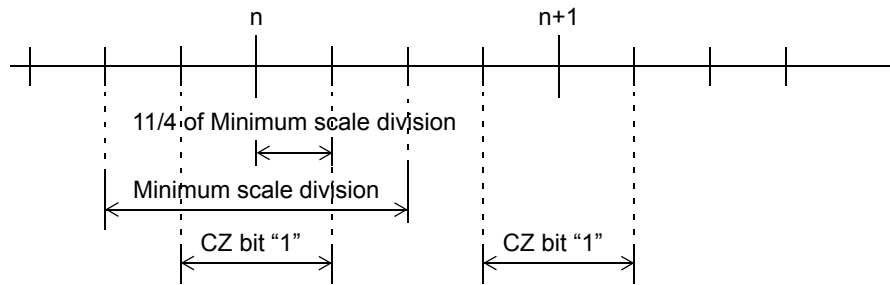 n
n+1
11/4 of Minimum scale division
Minimum scale division
CZ bit “1”
CZ bit “1”